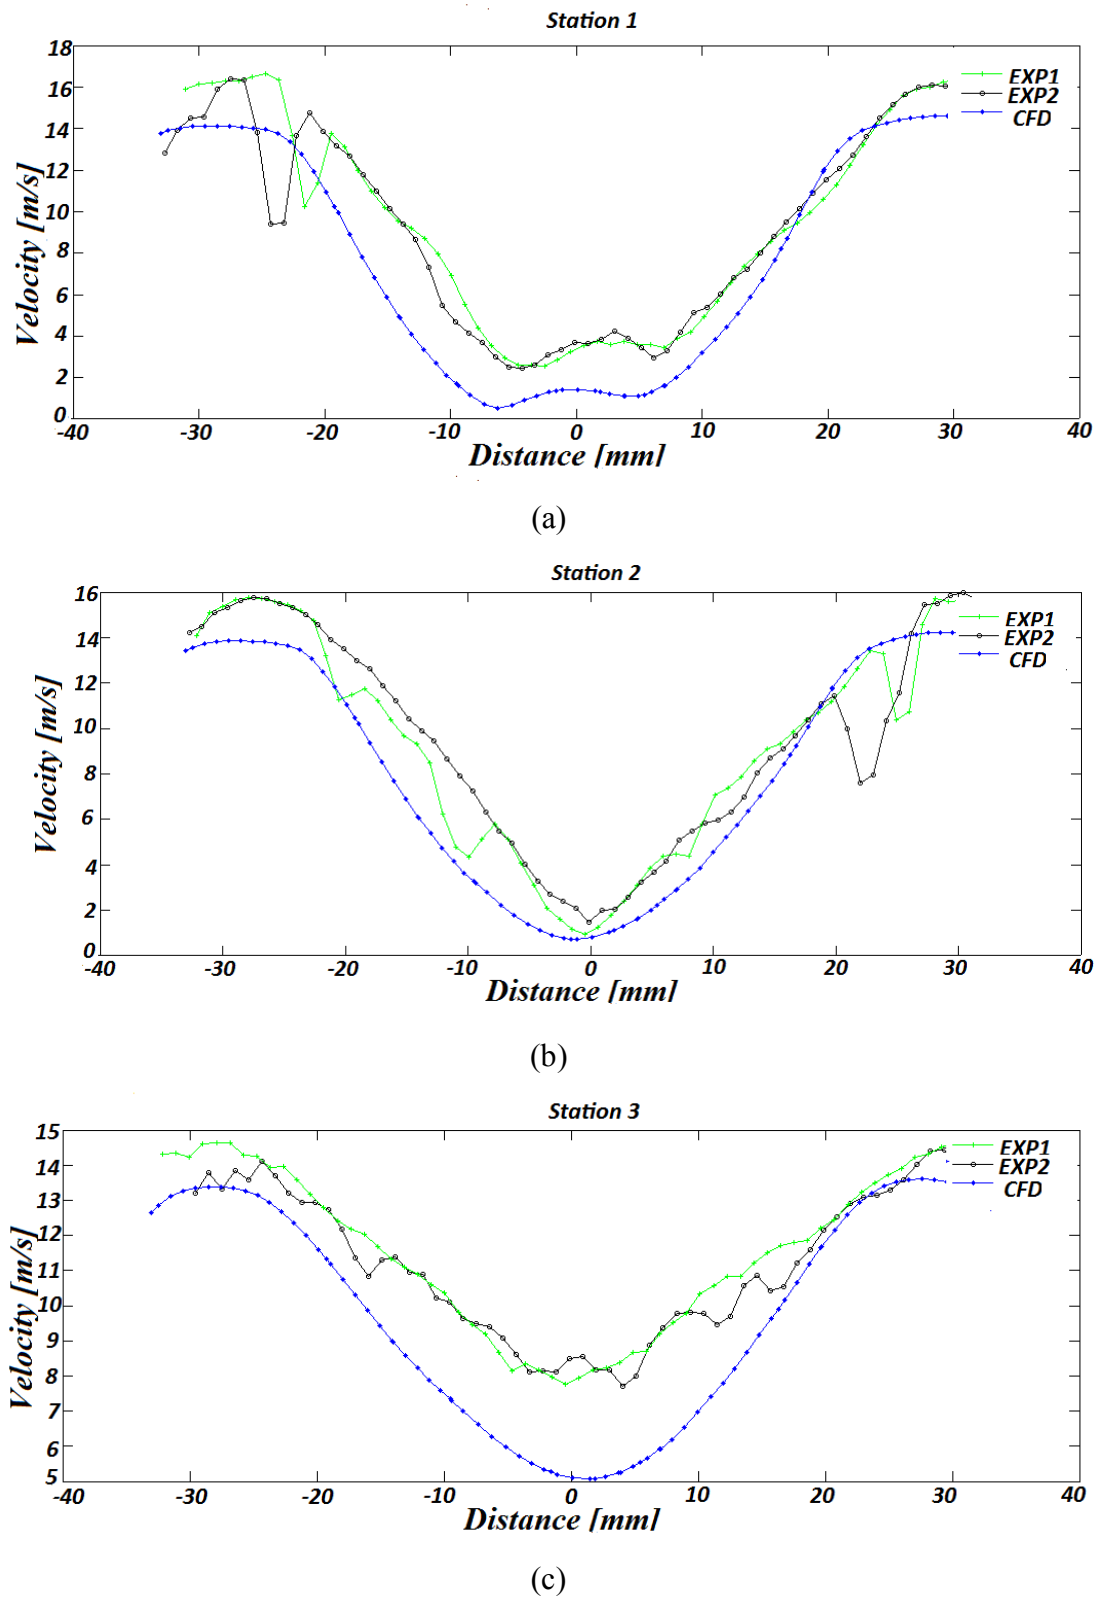 Station 1
18
16
14
12
10
8
6
4
2
0
Velocity [m/s]
EXP1
EXP2
CFD
-40 -30 -20 -10 0 10 20 30 40
Distance [mm]
(a)
Station 2
16
14
12
10
8
6
4
2
0
Velocity [m/s]
EXP1
EXP2
CFD
-40 -30 -20 -10 0 10 20 30 40
Distance [mm]
(b)
Station 3
15
14
13
12
11
10
9
8
7
6
5
Velocity [m/s]
EXP1
EXP2
CFD
-40 -30 -20 -10 0 10 20 30 40
Distance [mm]
(c)